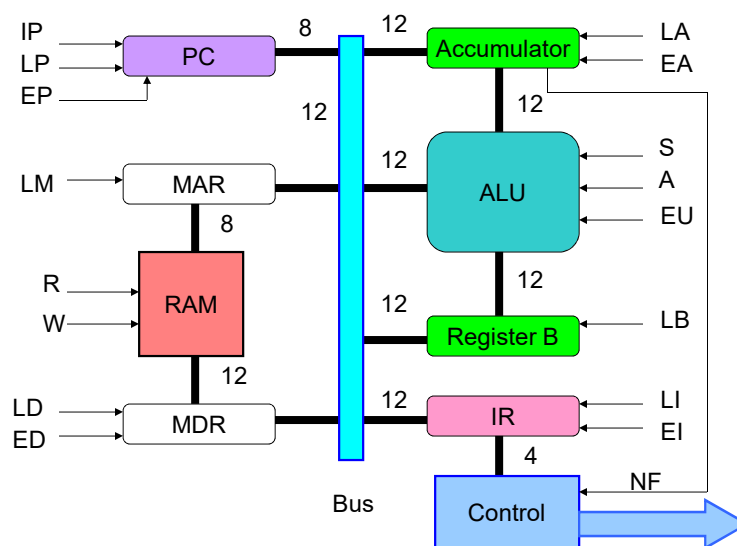 IP
8
12
LA
LP
PC
Accumulator
EA
EP
12
12
S
LM
MAR
12
ALU
A
8
EU
R
RAM
12
W
12
Register B
LB
12
LD
MDR
12
IR
LI
ED
EI
4
Bus
Control
NF